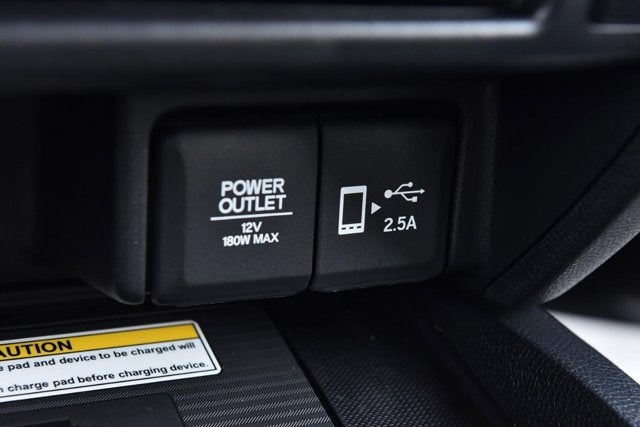 POWER
OUTLET
12V
180W MAX
2.5A
CAUTION
pad and device to be charged will
charge pad before charging device.